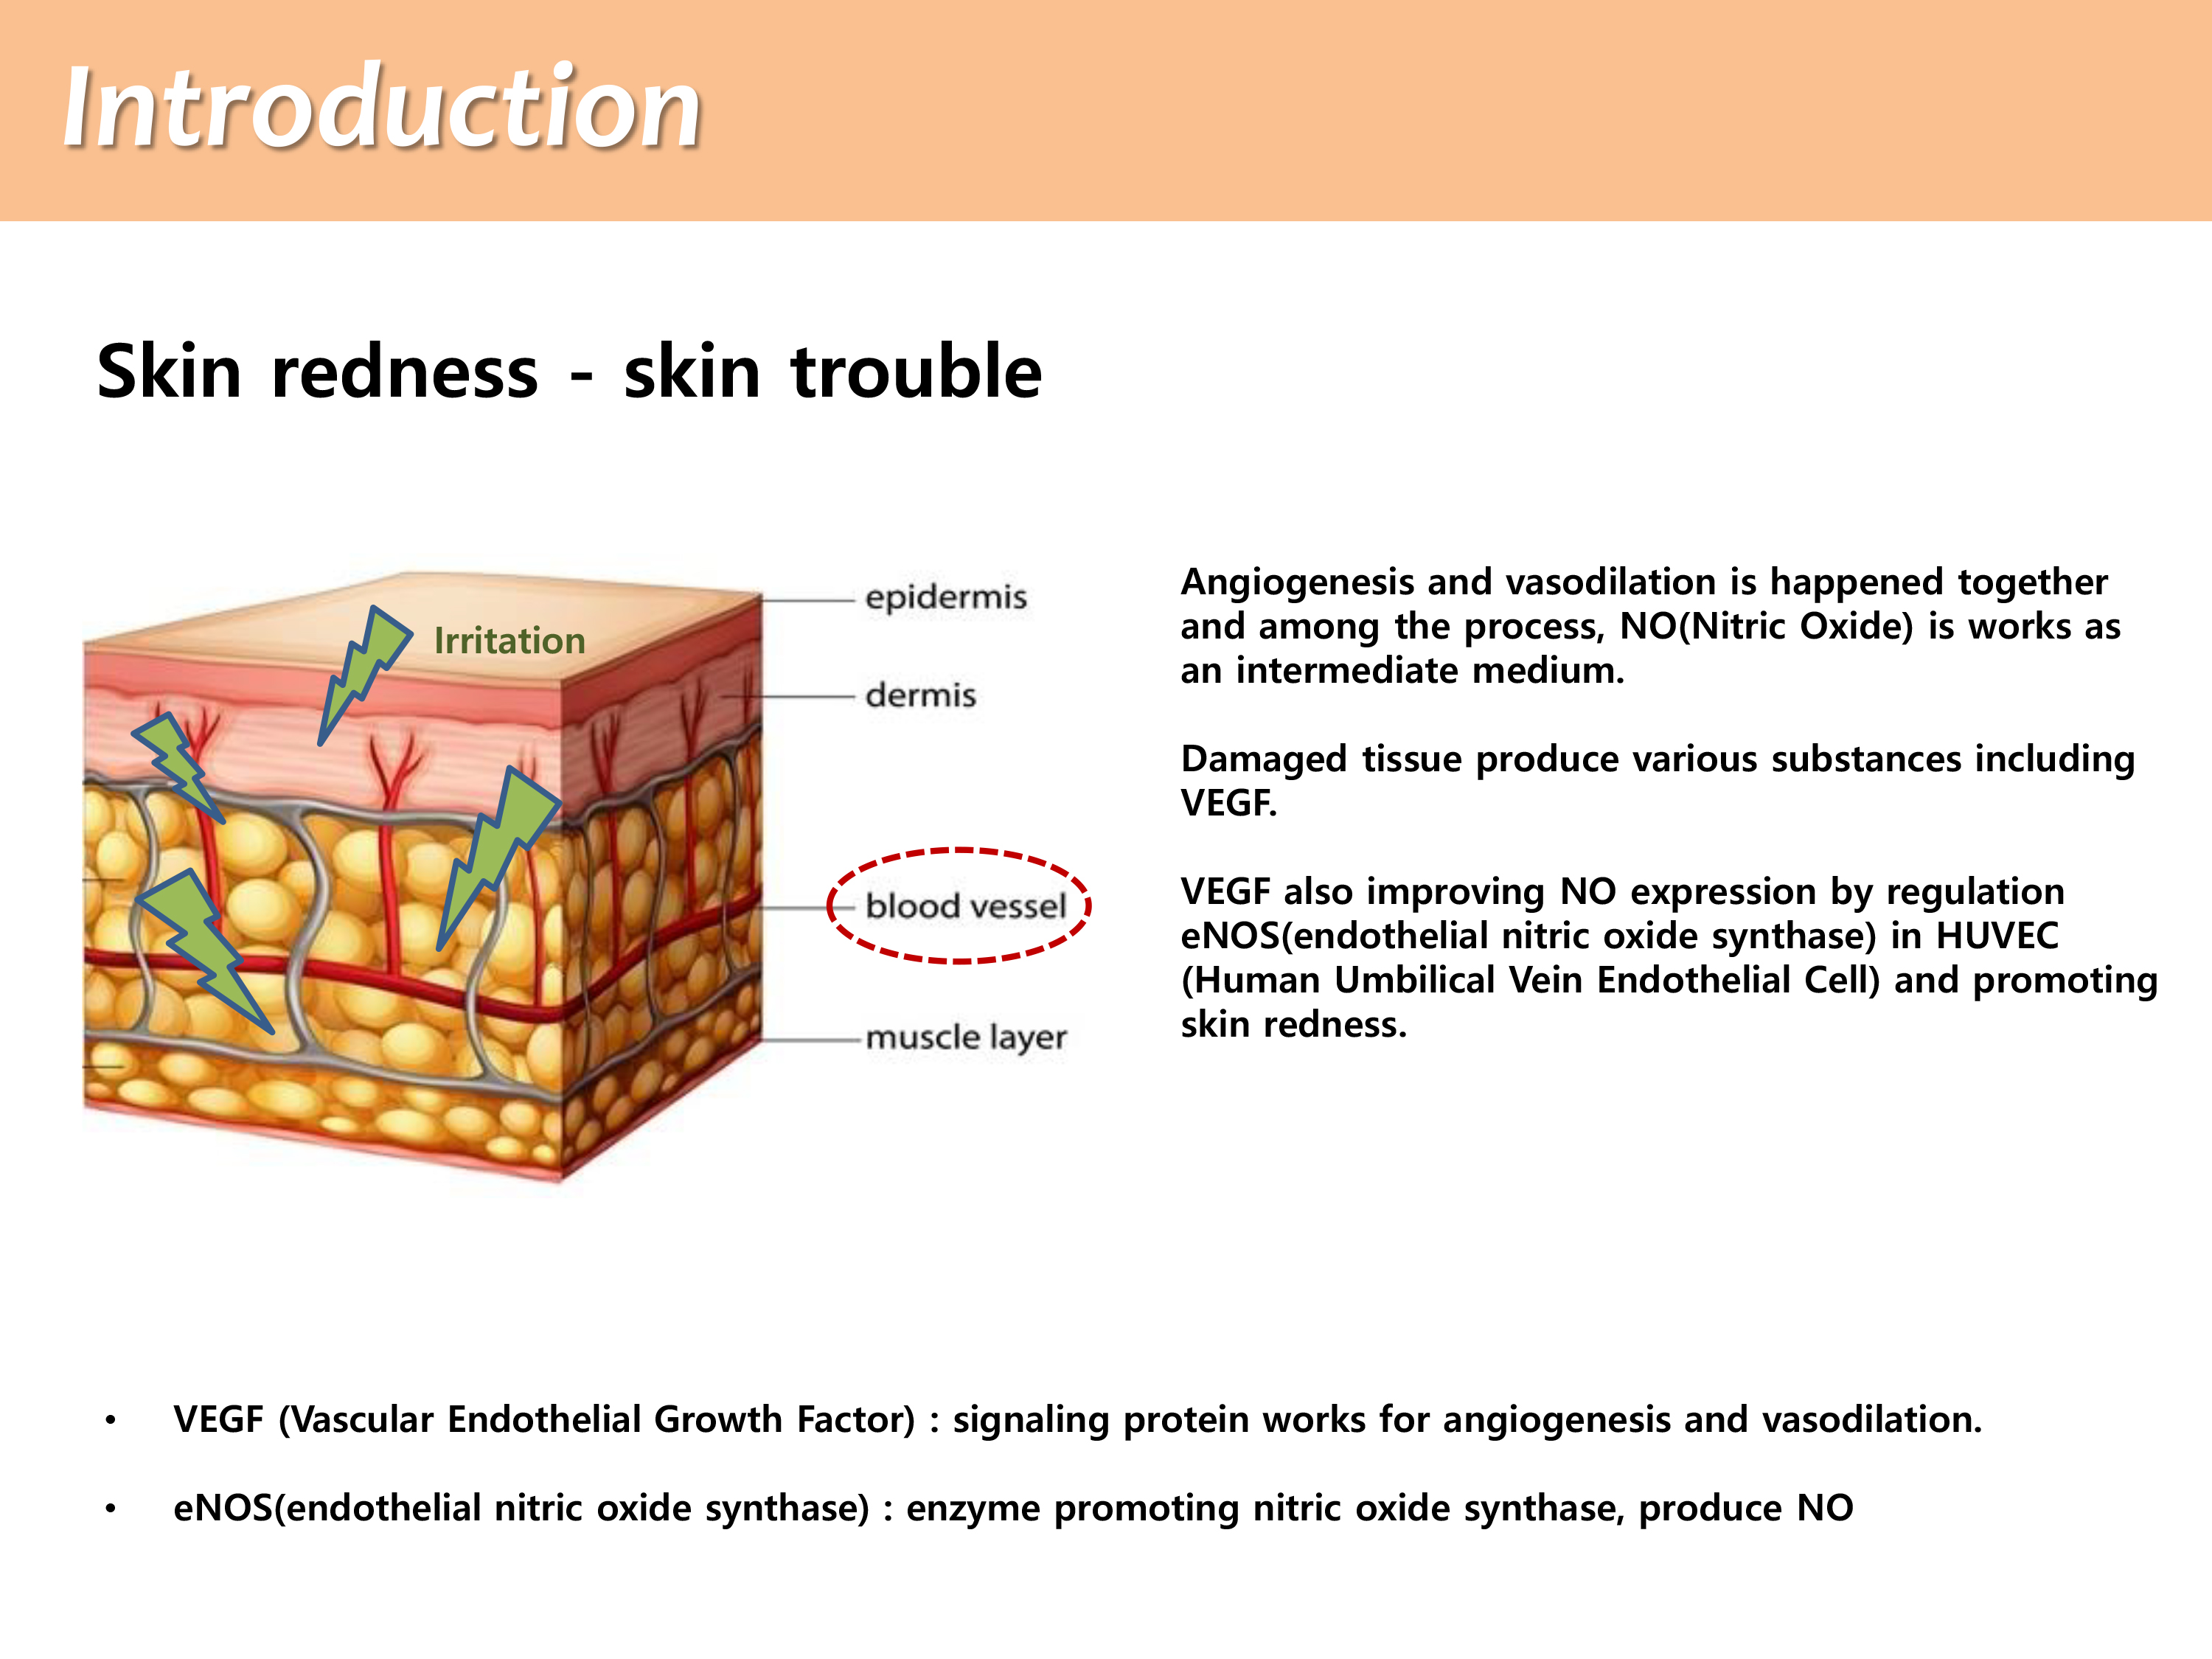 Introduction
Skin redness - skin trouble
Irritation
epidermis
dermis
blood vessel
muscle layer
Angiogenesis and vasodilation is happened together
and among the process, NO(Nitric Oxide) is works as
an intermediate medium.
Damaged tissue produce various substances including
VEGF.
VEGF also improving NO expression by regulation
eNOS(endothelial nitric oxide synthase) in HUVEC
(Human Umbilical Vein Endothelial Cell) and promoting
skin redness.
• VEGF (Vascular Endothelial Growth Factor) : signaling protein works for angiogenesis and vasodilation.
• eNOS(endothelial nitric oxide synthase) : enzyme promoting nitric oxide synthase, produce NO